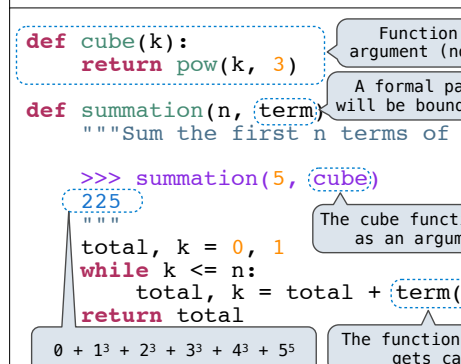 def cube(k):
return pow(k, 3)
Function
argument (no
A formal pa
will be bound
def summation(n, term)
"""Sum the first n terms of
>>> summation(5, cube)
225
"""
The cube funct
as an argum
total, k = 0, 1
while k <= n:
total, k = total + term(
return total
0 + 1³ + 2³ + 3³ + 4³ + 5⁵
The function
gets ca